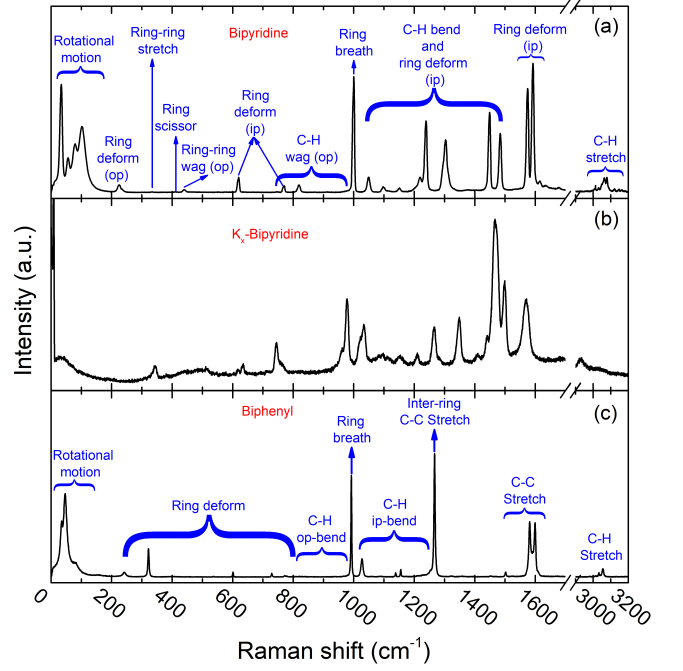 (a)
Bipyridine
Rotational
motion
Ring-ring
stretch
Ring
deform
(op)
Ring
scissor
Ring-ring
wag (op)
Ring
deform
(ip)
C-H
wag (op)
Ring
breath
C-H bend
and
ring deform
(ip)
Ring deform
(ip)
C-H
stretch
(b)
Kₓ-Bipyridine
Intensity (a.u.)
(c)
Biphenyl
Rotational
motion
Ring deform
C-H
op-bend
Ring
breath
C-H
ip-bend
Inter-ring
C-C Stretch
C-C
Stretch
C-H
Stretch
0 200 400 600 800 1000 1200 1400 1600 3000 3200
Raman shift (cm⁻¹)